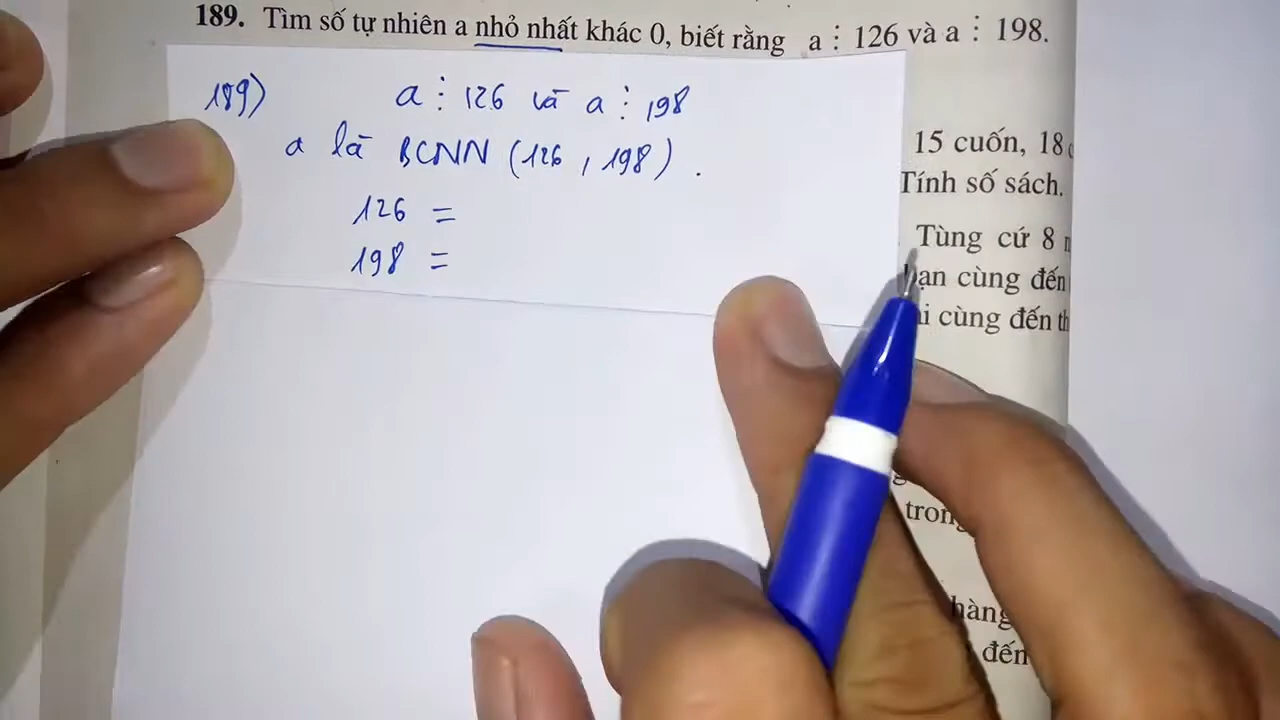 189. Tìm số tự nhiên a nhỏ nhất khác 0, biết rằng a ⋮ 126 và a ⋮ 198.
189) a ⋮ 126 và a ⋮ 198
a là BCNN (126, 198).
126 =
198 =
15 cuốn, 18
Tính số sách.
Tùng cứ 8
bạn cùng đến
cùng đến
trong
hàng
đến